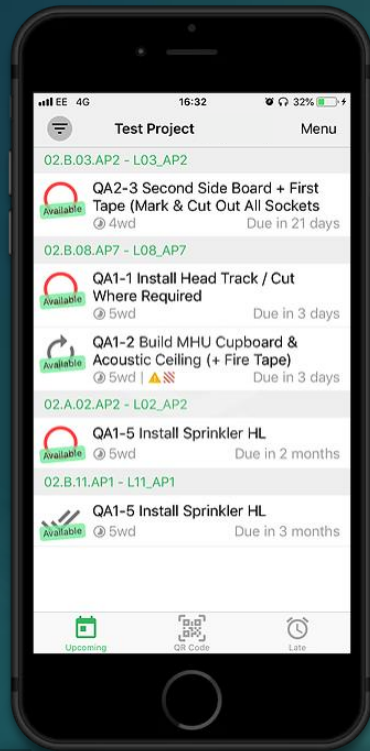 EE 4G 16:32 32%
Test Project Menu
02.B.03.AP2 - L03_AP2
QA2-3 Second Side Board + First
Tape (Mark & Cut Out All Sockets
Available
4wd Due in 21 days
02.B.08.AP7 - L08_AP7
QA1-1 Install Head Track / Cut
Where Required
Available
5wd Due in 3 days
QA1-2 Build MHU Cupboard &
Acoustic Ceiling (+ Fire Tape)
Available
5wd | Due in 3 days
02.A.02.AP2 - L02_AP2
QA1-5 Install Sprinkler HL
Available
5wd Due in 2 months
02.B.11.AP1 - L11_AP1
QA1-5 Install Sprinkler HL
Available
5wd Due in 3 months
Upcoming QR Code Late